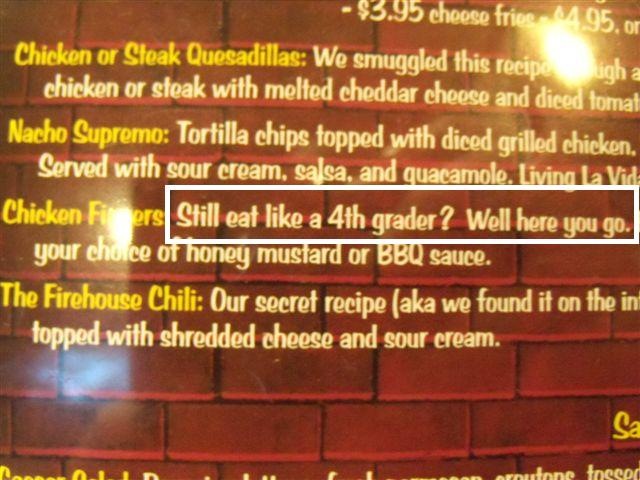 - $3.95 cheese fries - $4.95, or
Chicken or Steak Quesadillas: We smuggled this recipe
chicken or steak with melted cheddar cheese and diced
Nacho Supremo: Tortilla chips topped with diced grilled chicken.
Served with sour cream, salsa, and guacamole. Living La
Chicken Fingers: Still eat like a 4th grader? Well here you go.
your choice of honey mustard or BBQ sauce.
The Firehouse Chili: Our secret recipe (aka we found it on the
topped with shredded cheese and sour cream.